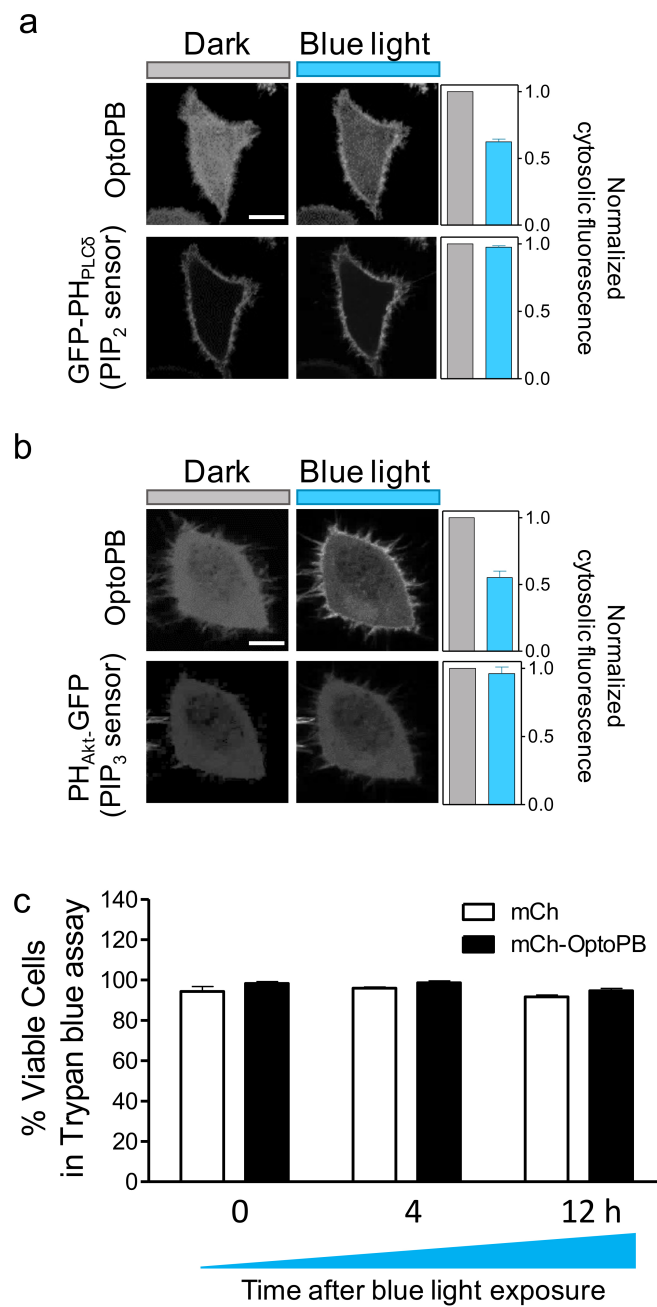 a
Dark
Blue light
OptoPB
1.0
0.5
0.0
GFP-PHPLCδ
(PIP2 sensor)
1.0
0.5
0.0
Normalized
cytosolic fluorescence
b
Dark
Blue light
OptoPB
1.0
0.5
0.0
PHAkt-GFP
(PIP3 sensor)
1.0
0.5
0.0
Normalized
cytosolic fluorescence
c
% Viable Cells
in Trypan blue assay
140
120
100
80
60
40
20
0
mCh
mCh-OptoPB
0 4 12 h
Time after blue light exposure